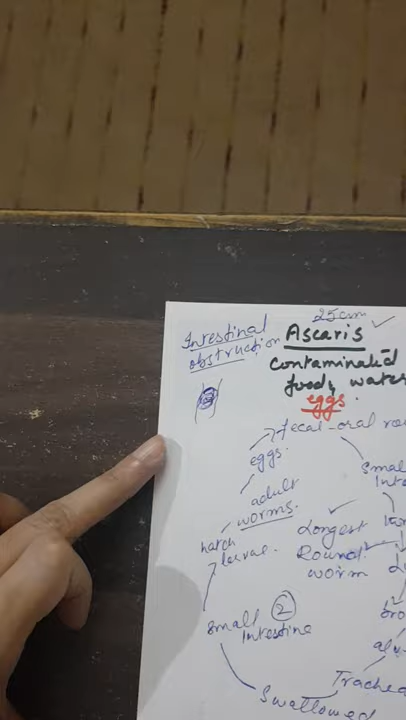 25cm
Intestinal
obstruction
Ascaris
Contaminated
food, water
eggs.
fecal-oral
eggs.
Small
adult
worms.
Longest
Round
worm
hatch
larvae.
2
Small
Intestine
Trachea
Swallowed